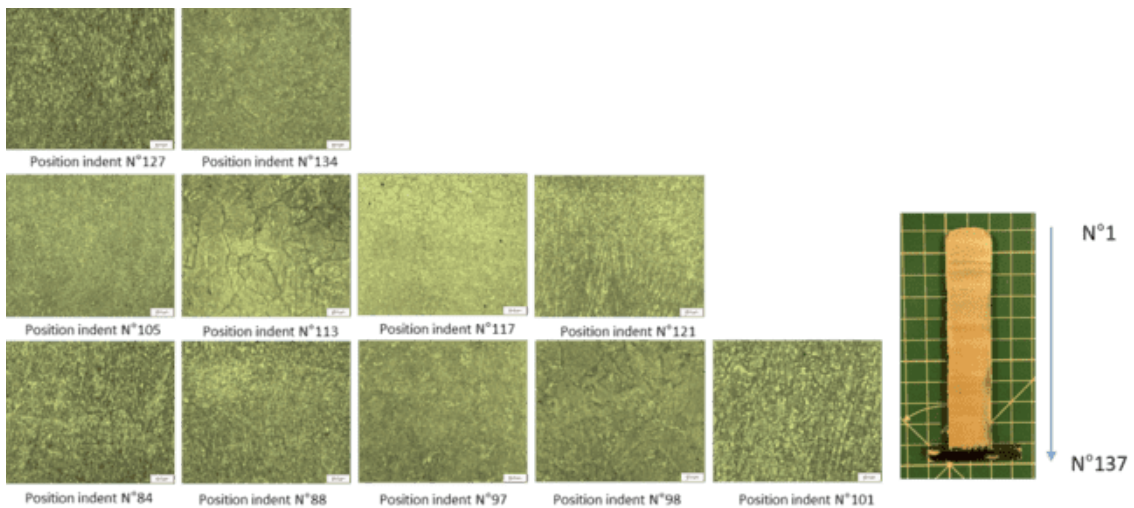 Position indent N°127
Position indent N°134
Position indent N°105
Position indent N°113
Position indent N°117
Position indent N°121
Position indent N°84
Position indent N°88
Position indent N°97
Position indent N°98
Position indent N°101
N°1
N°137